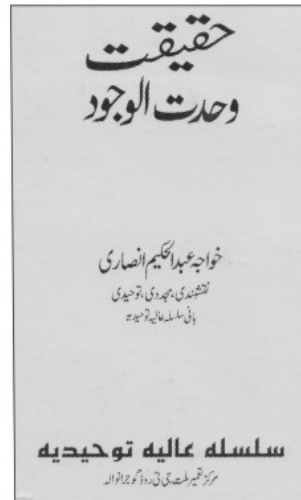 حقیقت
وحدت الوجود
خواجہ عبدالحکیم انصاری
نقشبندی، مجددی، توحیدی
بانی سلسلہ عالیہ توحیدیہ
سلسلہ عالیہ توحیدیہ
مرکز تعمیر ملت جی ٹی روڈ گوجرانوالہ